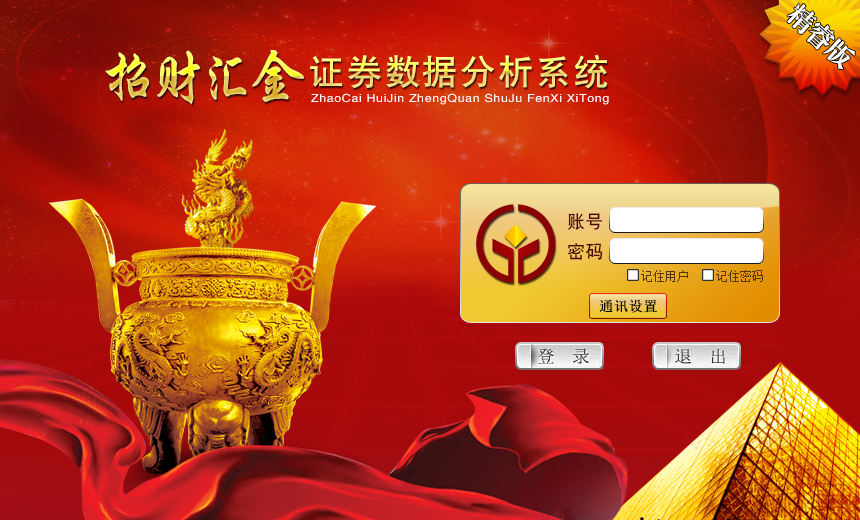 精睿版
招财汇金证券数据分析系统
ZhaoCai HuiJin ZhengQuan ShuJu FenXi XiTong
账号
密码
记住用户 记住密码
通讯设置
登 录 退 出